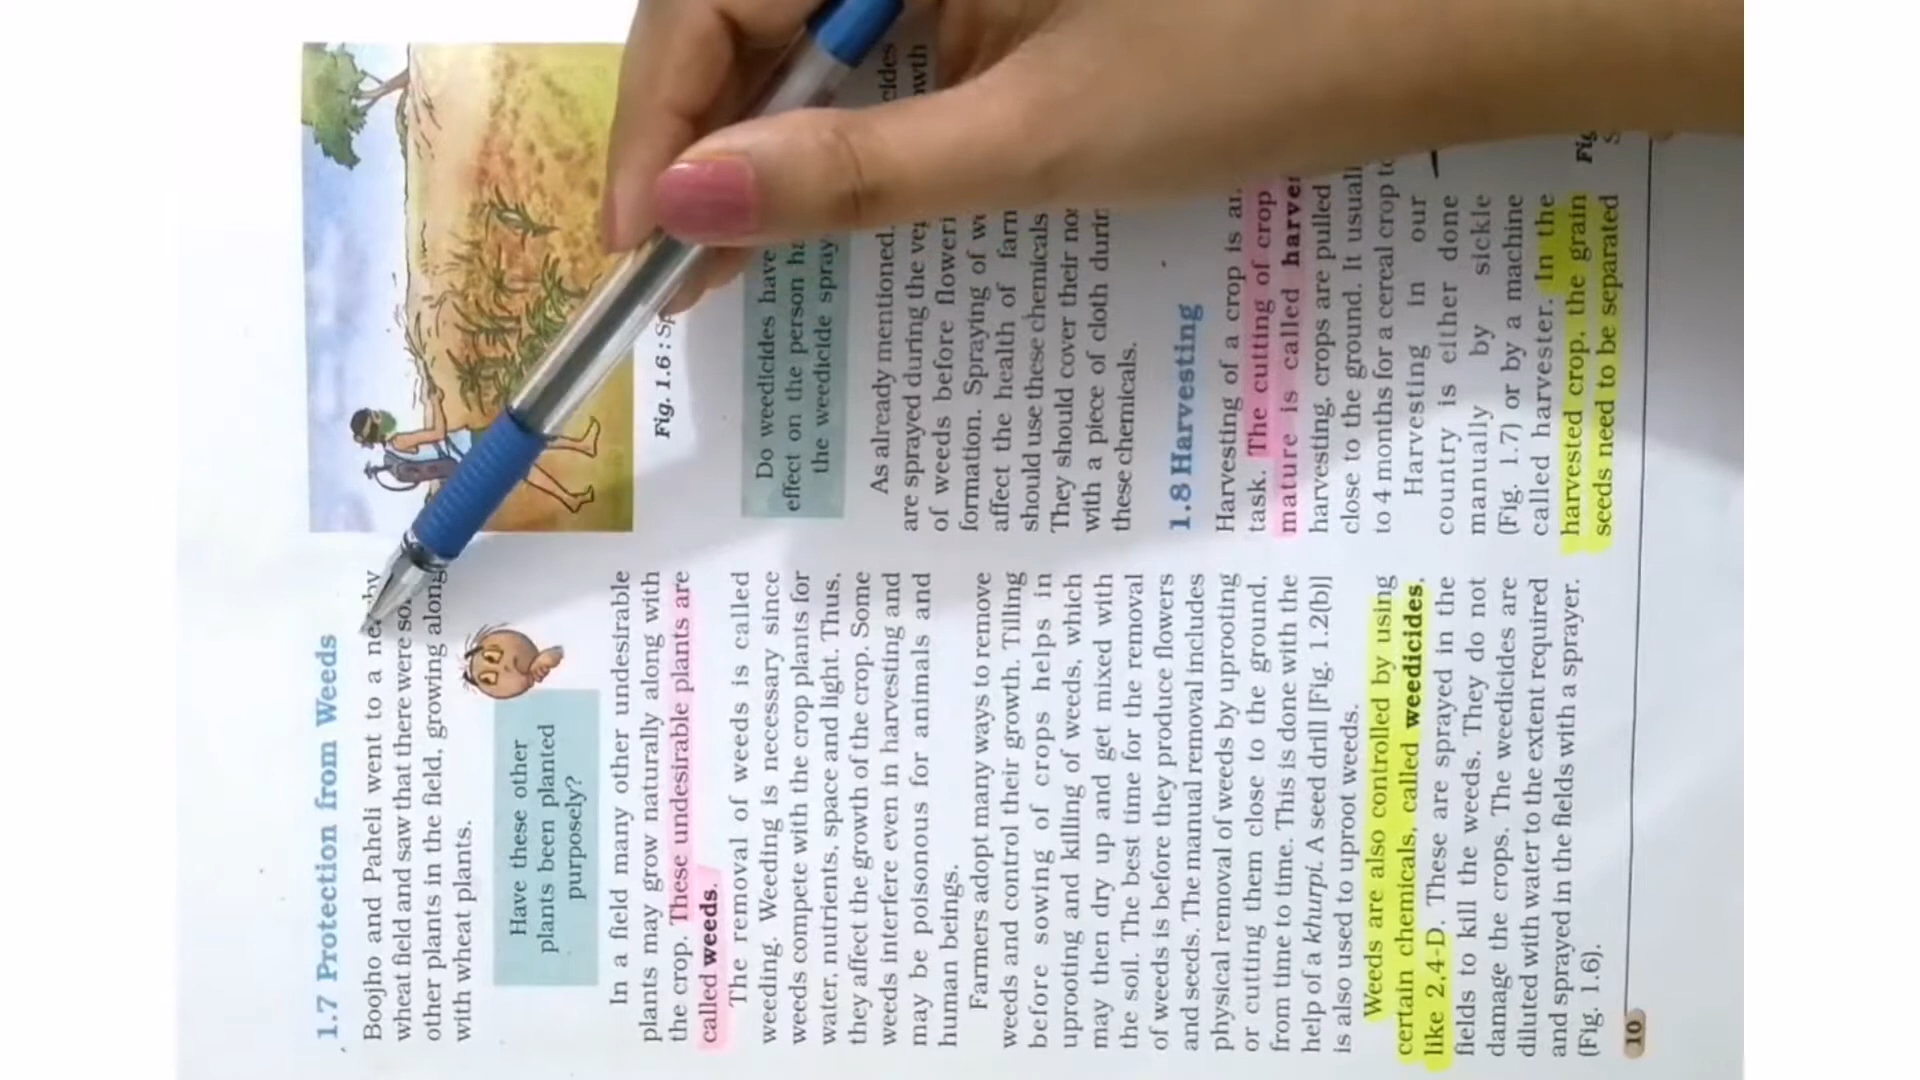 1.7 Protection from Weeds
Boojho and Paheli went to a
wheat field and saw that there were
other plants in the field, growing along
with wheat plants.
Have these other
plants been planted
purposely?
In a field many other undesirable
plants may grow naturally along with
the crop. These undesirable plants are
called weeds.
The removal of weeds is called
weeding. Weeding is necessary since
weeds compete with the crop plants for
water, nutrients, space and light. Thus,
they affect the growth of the crop. Some
weeds interfere even in harvesting and
may be poisonous for animals and
human beings.
Farmers adopt many ways to remove
weeds and control their growth. Tilling
before sowing of crops helps in
uprooting and killing of weeds, which
may then dry up and get mixed with
the soil. The best time for the removal
of weeds is before they produce flowers
and seeds. The manual removal includes
physical removal of weeds by uprooting
or cutting them close to the ground,
from time to time. This is done with the
help of a khurpi. A seed drill [Fig. 1.2(b)]
is also used to uproot weeds.
Weeds are also controlled by using
certain chemicals, called weedicides,
like 2,4-D. These are sprayed in the
fields to kill the weeds. They do not
damage the crops. The weedicides are
diluted with water to the extent required
and sprayed in the fields with a sprayer.
(Fig. 1.6).
10
Fig. 1.6 :
Do weedicides have
effect on the person
the weedicide
As already mentioned,
are sprayed during the
of weeds before
formation. Spraying of
affect the health of
should use these chemicals
They should cover their
with a piece of cloth
these chemicals.
1.8 Harvesting
Harvesting of a crop is
task. The cutting of crop
mature is called
harvesting, crops are pulled
close to the ground. It
to 4 months for a cereal crop
Harvesting in our
country is either done
manually by sickle
(Fig. 1.7) or by a machine
called harvester. In the
harvested crop, the grain
seeds need to be separated